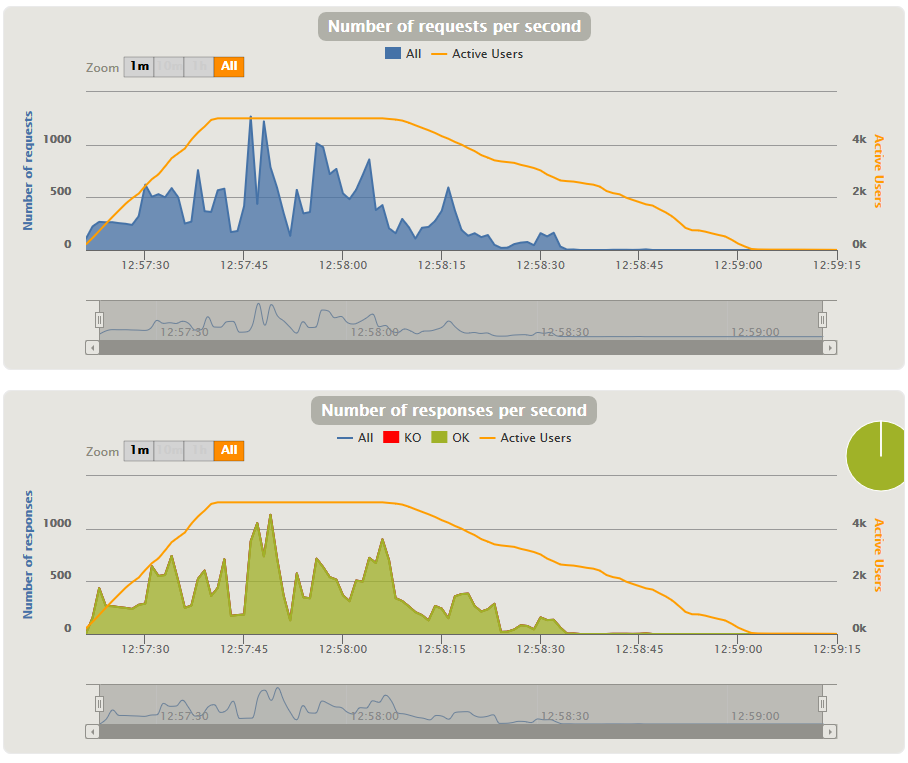 Number of requests per second
All Active Users
Zoom 1m 10m 1h All
1000
500
0
Number of requests
4k
2k
0k
Active Users
12:57:30 12:57:45 12:58:00 12:58:15 12:58:30 12:58:45 12:59:00 12:59:15
12:57:30 12:58:00 12:58:30 12:59:00
Number of responses per second
All KO OK Active Users
Zoom 1m 10m 1h All
1000
500
0
Number of responses
4k
2k
0k
Active Users
12:57:30 12:57:45 12:58:00 12:58:15 12:58:30 12:58:45 12:59:00 12:59:15
12:57:30 12:58:00 12:58:30 12:59:00